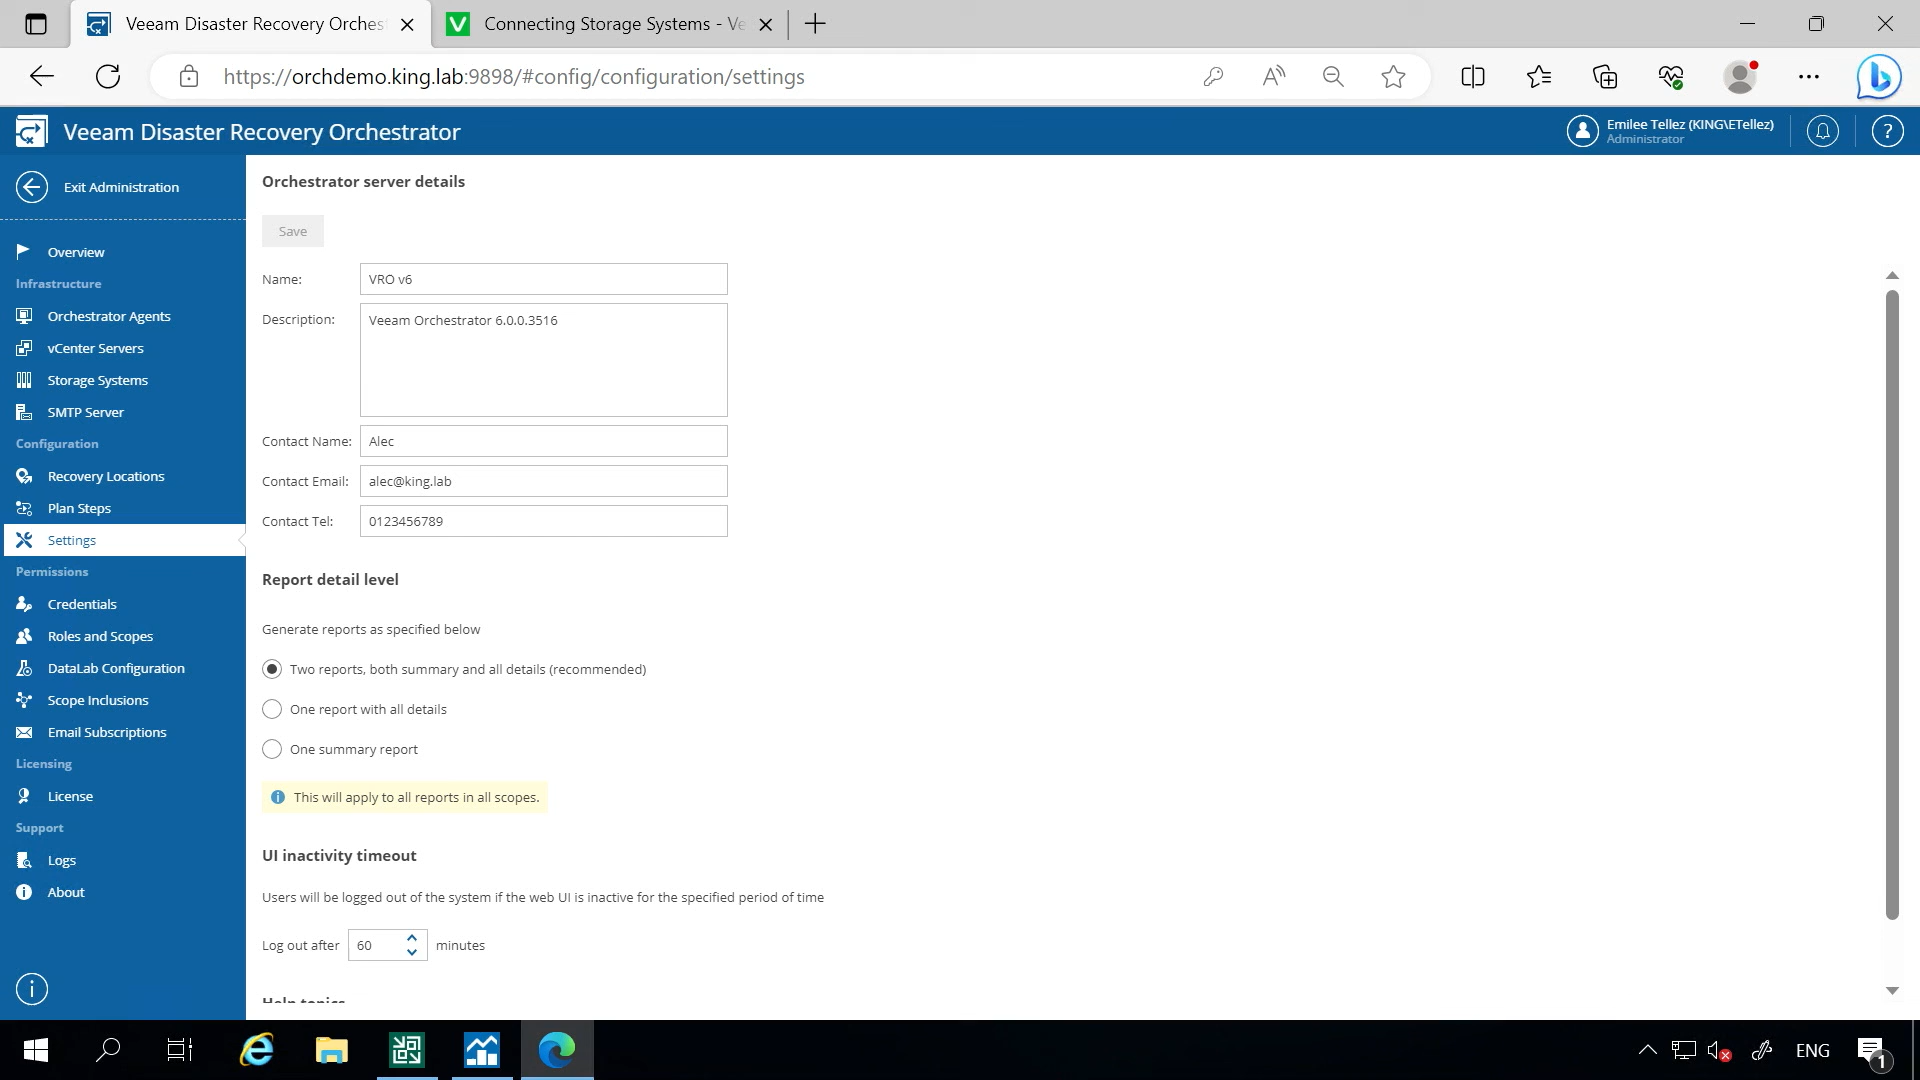 Veeam Disaster Recovery Orches
Connecting Storage Systems - Ve
https://orchdemo.king.lab:9898/#config/configuration/settings
Veeam Disaster Recovery Orchestrator
Emilee Tellez (KING\ETellez)
Administrator
Exit Administration
Overview
Infrastructure
Orchestrator Agents
vCenter Servers
Storage Systems
SMTP Server
Configuration
Recovery Locations
Plan Steps
Settings
Permissions
Credentials
Roles and Scopes
DataLab Configuration
Scope Inclusions
Email Subscriptions
Licensing
License
Support
Logs
About
Orchestrator server details
Save
Name: VRO v6
Description: Veeam Orchestrator 6.0.0.3516
Contact Name: Alec
Contact Email: alec@king.lab
Contact Tel: 0123456789
Report detail level
Generate reports as specified below
Two reports, both summary and all details (recommended)
One report with all details
One summary report
This will apply to all reports in all scopes.
UI inactivity timeout
Users will be logged out of the system if the web UI is inactive for the specified period of time
Log out after 60 minutes
Help topics
ENG
1